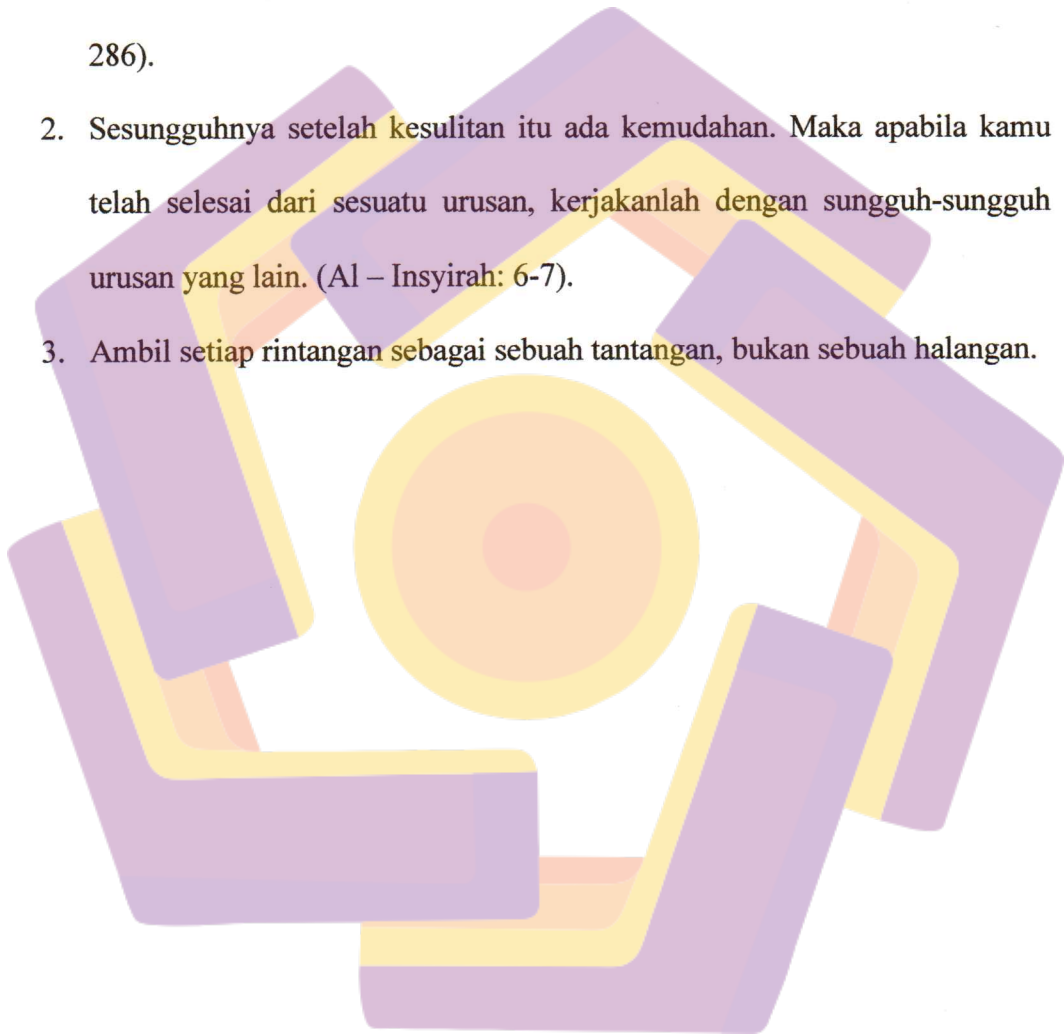 286).
2. Sesungguhnya setelah kesulitan itu ada kemudahan. Maka apabila kamu
telah selesai dari sesuatu urusan, kerjakanlah dengan sungguh-sungguh
urusan yang lain. (Al – Insyirah: 6-7).
3. Ambil setiap rintangan sebagai sebuah tantangan, bukan sebuah halangan.